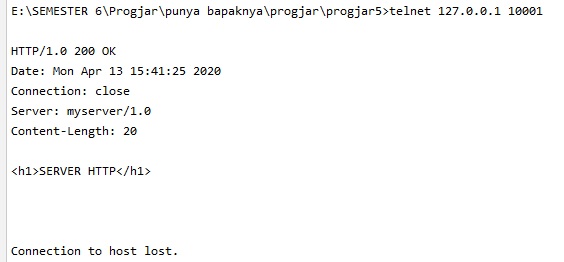 E:\SEMESTER 6\Progjar\punya bapaknya\progjar\progjar5>telnet 127.0.0.1 10001
HTTP/1.0 200 OK
Date: Mon Apr 13 15:41:25 2020
Connection: close
Server: myserver/1.0
Content-Length: 20
<h1>SERVER HTTP</h1>
Connection to host lost.